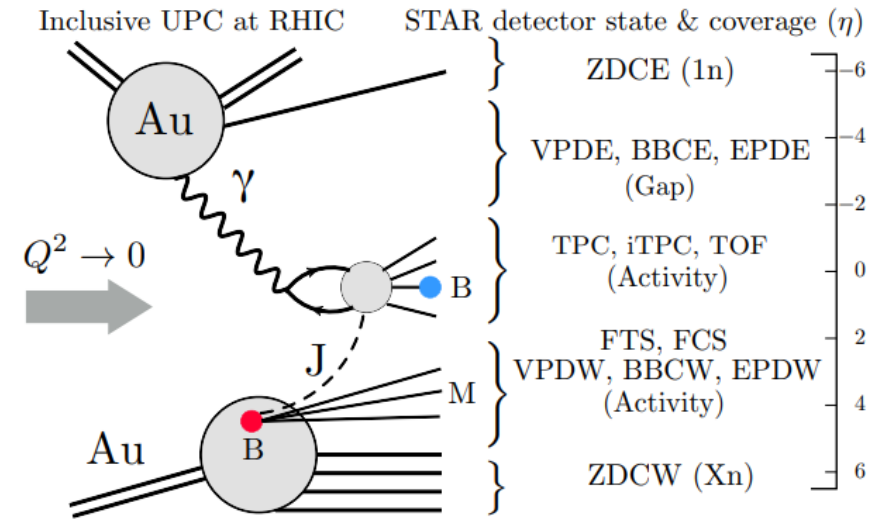 Inclusive UPC at RHIC
STAR detector state & coverage (η)
Au
γ
Q² → 0
B
J
M
Au
B
ZDCE (1n)
VPDE, BBCE, EPDE
(Gap)
TPC, iTPC, TOF
(Activity)
FTS, FCS
VPDW, BBCW, EPDW
(Activity)
ZDCW (Xn)
−6
−4
−2
0
2
4
6